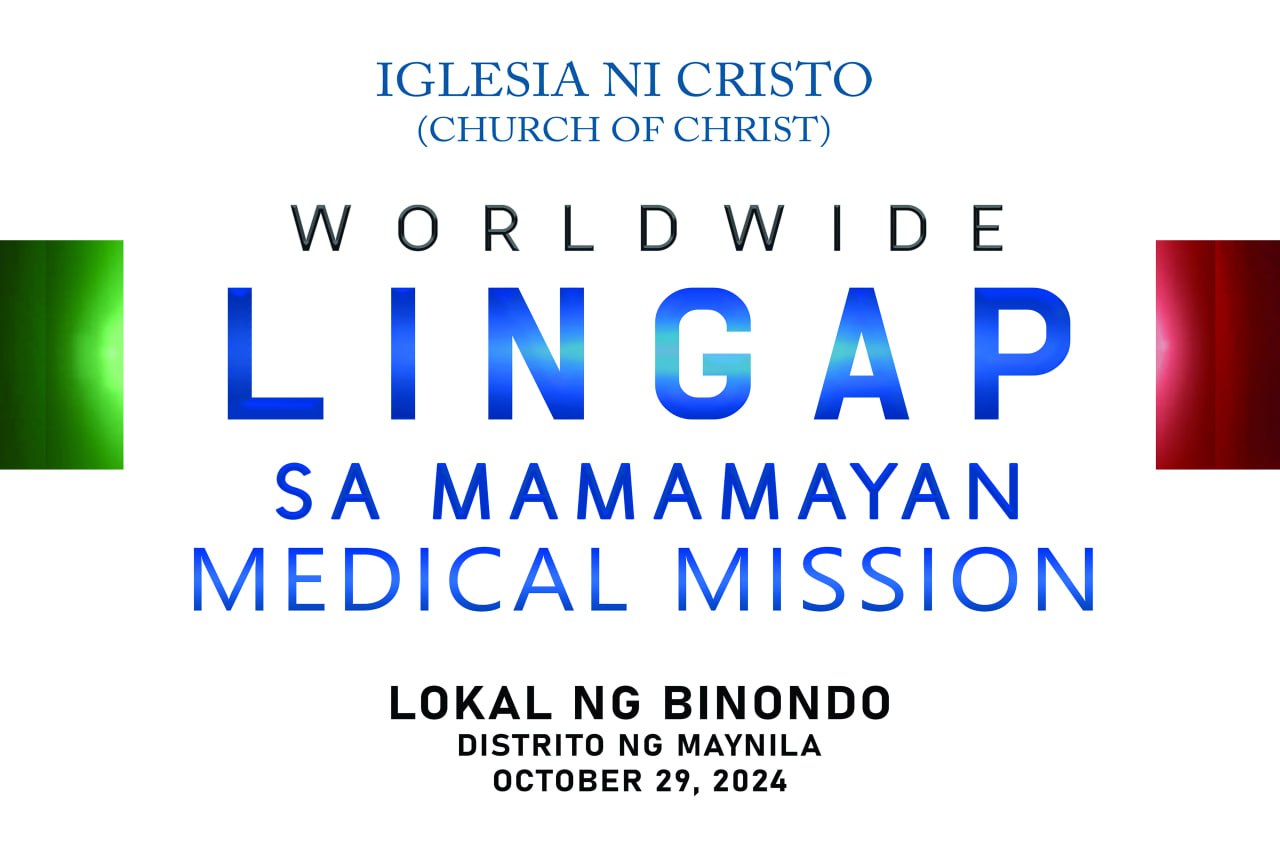 IGLESIA NI CRISTO
(CHURCH OF CHRIST)
WORLDWIDE
LINGAP
SA MAMAMAYAN
MEDICAL MISSION
LOKAL NG BINONDO
DISTRITO NG MAYNILA
OCTOBER 29, 2024